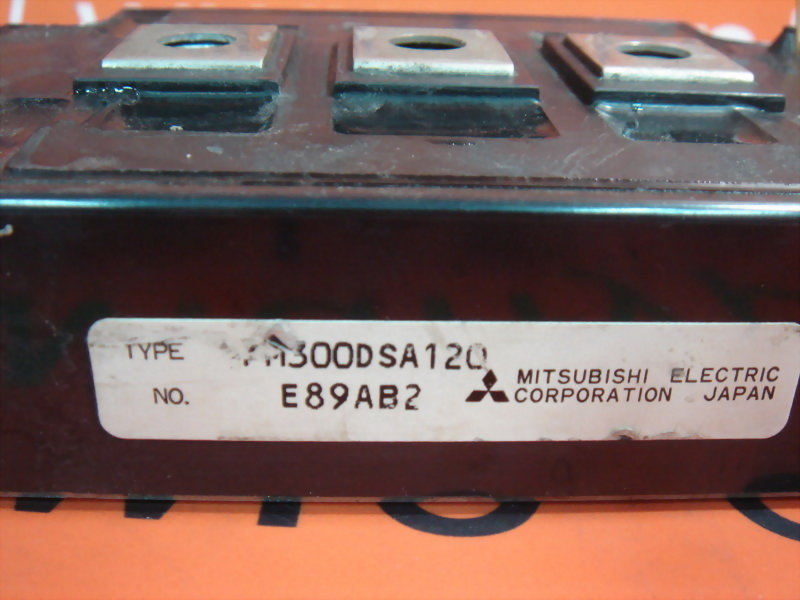 TYPE PM300DSA120
NO. E89AB2
MITSUBISHI ELECTRIC
CORPORATION JAPAN